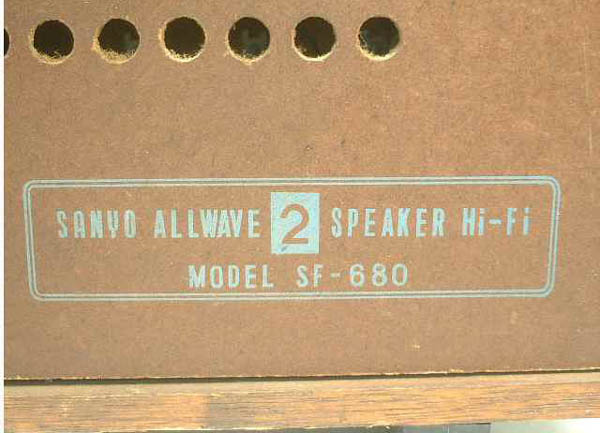 SANYO ALLWAVE 2 SPEAKER Hi-Fi
MODEL SF-680